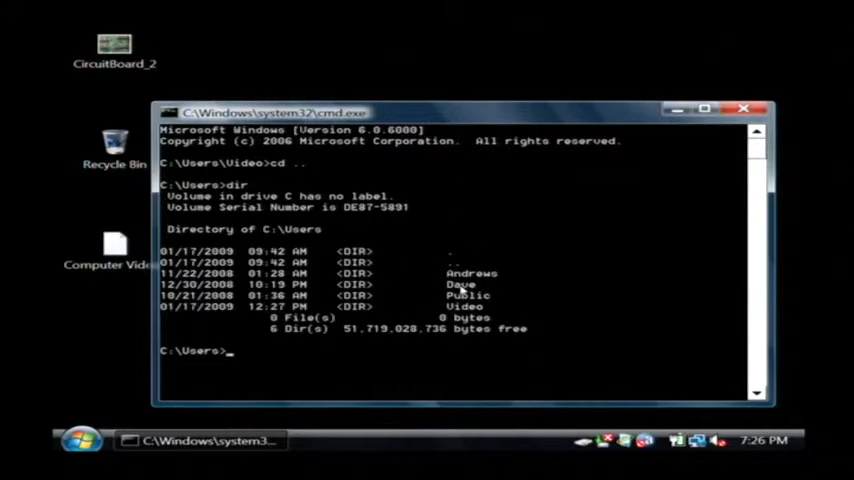 CircuitBoard_2
C:\Windows\system32\cmd.exe
Microsoft Windows [Version 6.0.6000]
Copyright (c) 2006 Microsoft Corporation.  All rights reserved.
Recycle Bin
C:\Users\Video>cd ..
C:\Users>dir
Volume in drive C has no label.
Volume Serial Number is DE87-5891
Directory of C:\Users
01/17/2009  09:42 AM    <DIR>          .
01/17/2009  09:42 AM    <DIR>          ..
11/22/2008  01:28 AM    <DIR>          Andrews
12/30/2008  10:19 PM    <DIR>          Dave
10/21/2008  01:36 AM    <DIR>          Public
01/17/2009  12:27 PM    <DIR>          Video
0 File(s)              0 bytes
6 Dir(s)  51,719,028,736 bytes free
C:\Users>_
Computer Vide
C:\Windows\system3...
7:26 PM